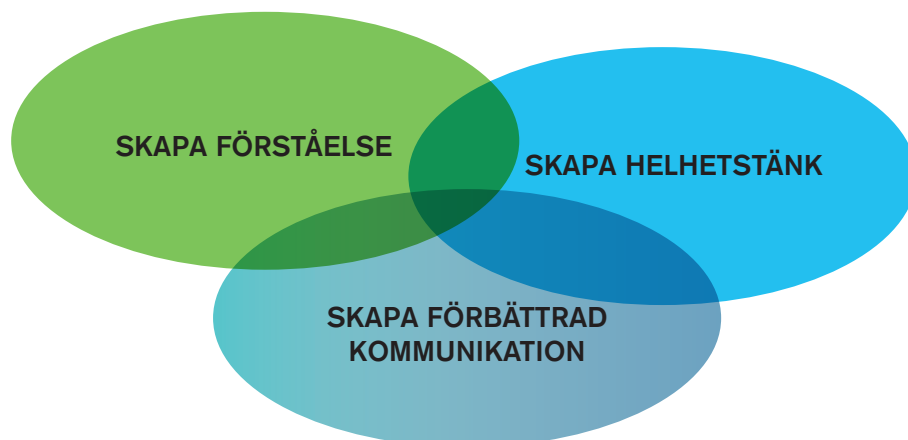 SKAPA FÖRSTÅELSE
SKAPA HELHETSTÄNK
SKAPA FÖRBÄTTRAD
KOMMUNIKATION